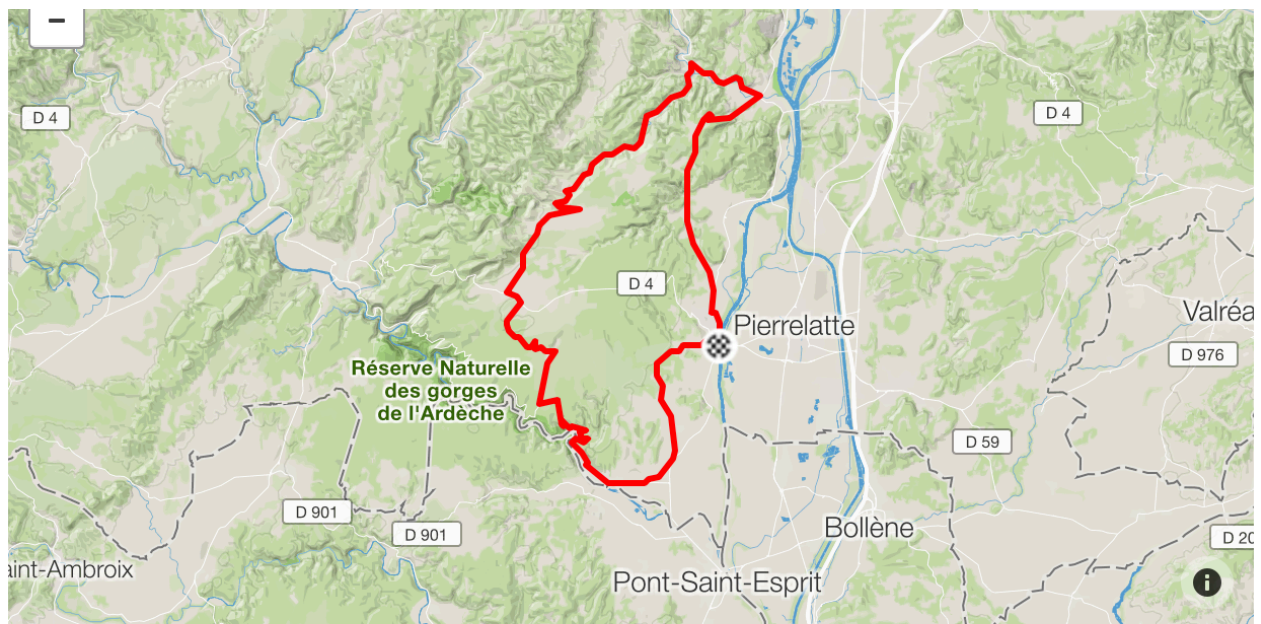 −
D 4
D 4
D 4
Pierrelatte
Valréa
D 976
Réserve Naturelle
des gorges
de l'Ardèche
D 59
D 901
D 901
Bollène
D 20
aint-Ambroix
Pont-Saint-Esprit
i